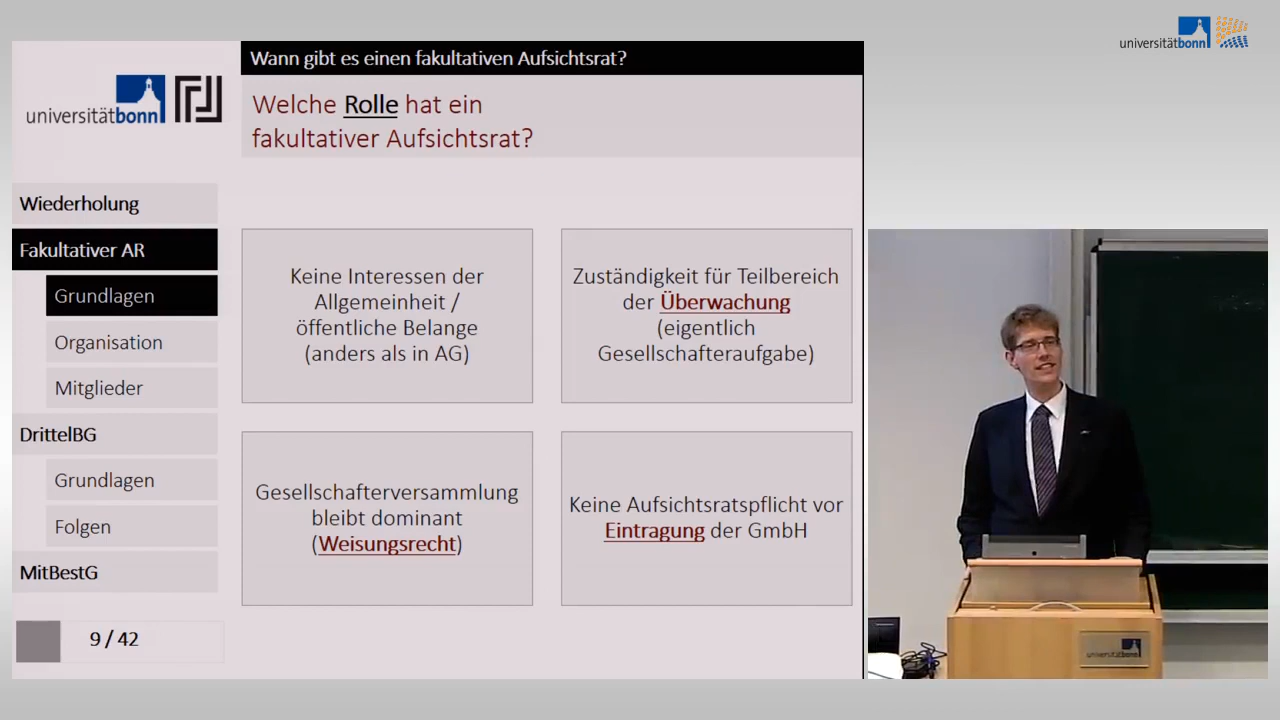 universitätbonn
Wann gibt es einen fakultativen Aufsichtsrat?
universitätbonn
Welche Rolle hat ein
fakultativer Aufsichtsrat?
Wiederholung
Fakultativer AR
Grundlagen
Organisation
Mitglieder
DrittelBG
Grundlagen
Folgen
MitBestG
9 / 42
Keine Interessen der
Allgemeinheit /
öffentliche Belange
(anders als in AG)
Zuständigkeit für Teilbereich
der Überwachung
(eigentlich
Gesellschafteraufgabe)
Gesellschafterversammlung
bleibt dominant
(Weisungsrecht)
Keine Aufsichtsratspflicht vor
Eintragung der GmbH
universitätbonn